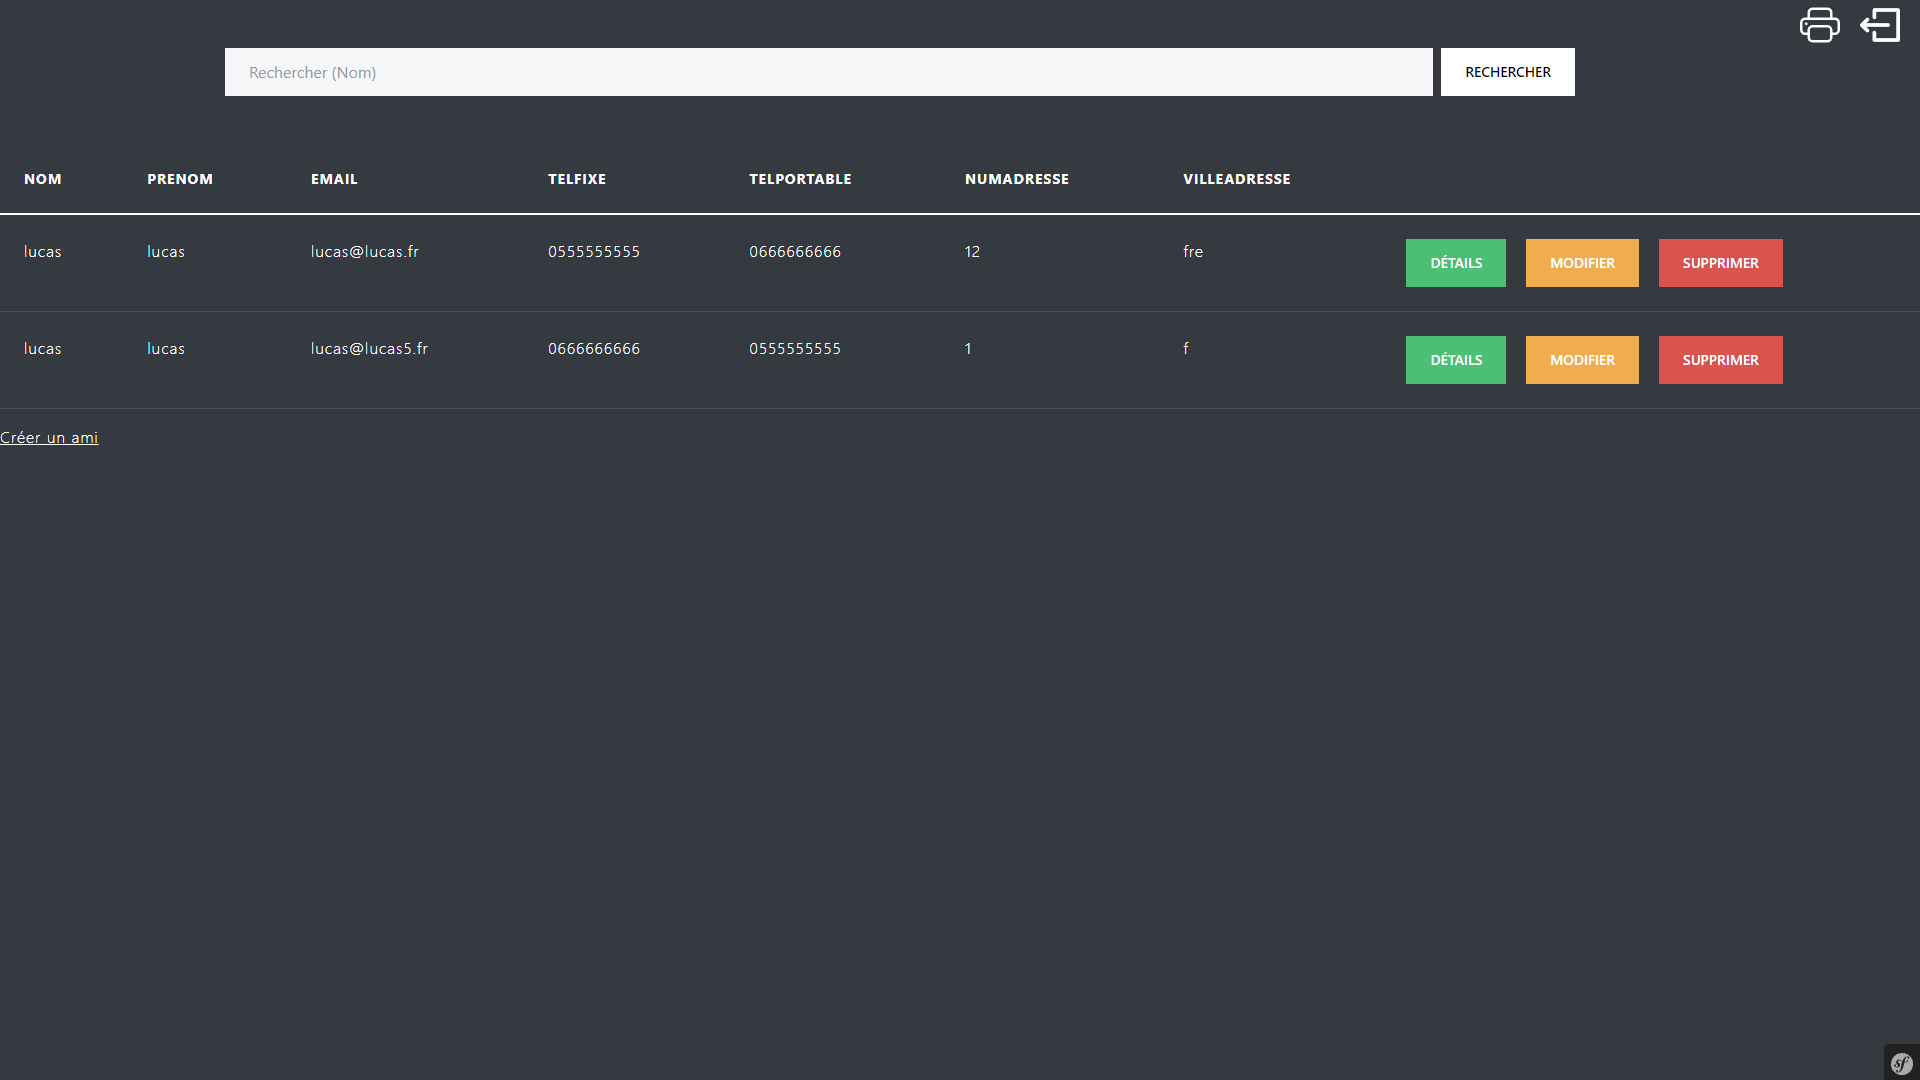 Rechercher (Nom)
RECHERCHER
NOM PRENOM EMAIL TELFIXE TELPORTABLE NUMADRESSE VILLEADRESSE
lucas lucas lucas@lucas.fr 0555555555 0666666666 12 fre DÉTAILS MODIFIER SUPPRIMER
lucas lucas lucas@lucas5.fr 0666666666 0555555555 1 f DÉTAILS MODIFIER SUPPRIMER
Créer un ami
sf